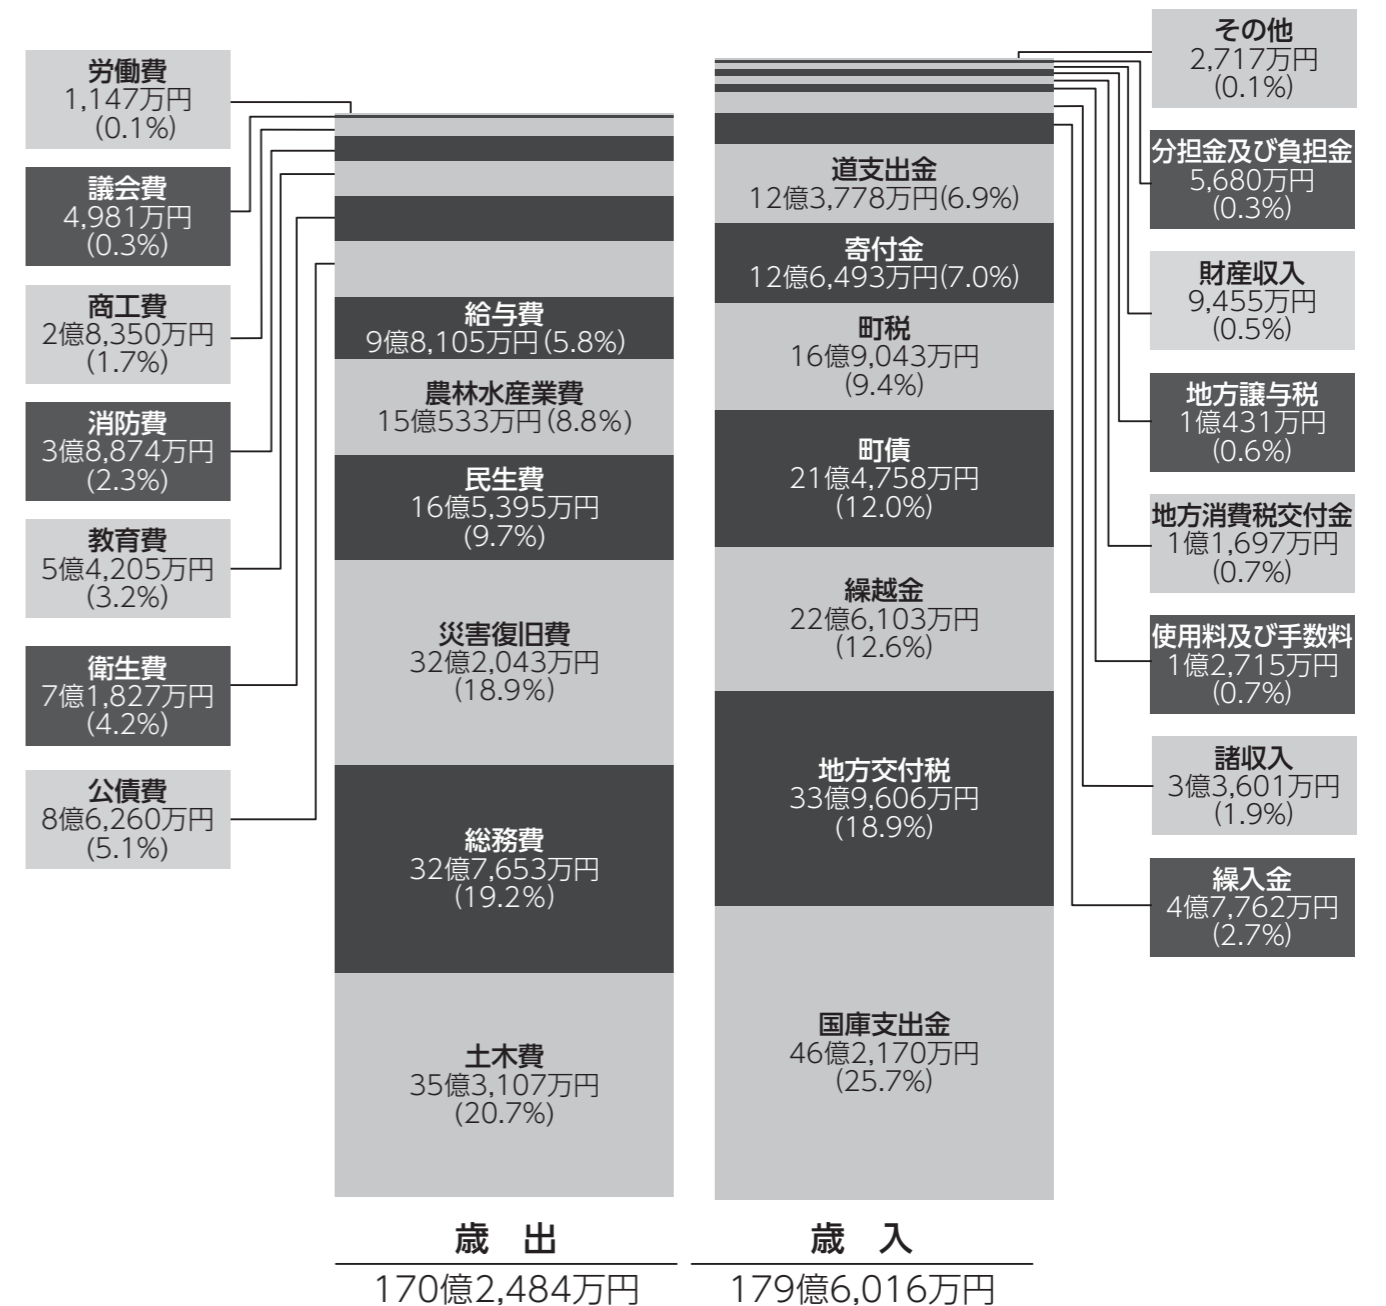 労働費
1,147万円
(0.1%)
議会費
4,981万円
(0.3%)
商工費
2億8,350万円
(1.7%)
消防費
3億8,874万円
(2.3%)
教育費
5億4,205万円
(3.2%)
衛生費
7億1,827万円
(4.2%)
公債費
8億6,260万円
(5.1%)
給与費
9億8,105万円(5.8%)
農林水産業費
15億533万円(8.8%)
民生費
16億5,395万円
(9.7%)
災害復旧費
32億2,043万円
(18.9%)
総務費
32億7,653万円
(19.2%)
土木費
35億3,107万円
(20.7%)
歳 出
170億2,484万円
道支出金
12億3,778万円(6.9%)
寄付金
12億6,493万円(7.0%)
町税
16億9,043万円
(9.4%)
町債
21億4,758万円
(12.0%)
繰越金
22億6,103万円
(12.6%)
地方交付税
33億9,606万円
(18.9%)
国庫支出金
46億2,170万円
(25.7%)
歳 入
179億6,016万円
その他
2,717万円
(0.1%)
分担金及び負担金
5,680万円
(0.3%)
財産収入
9,455万円
(0.5%)
地方譲与税
1億431万円
(0.6%)
地方消費税交付金
1億1,697万円
(0.7%)
使用料及び手数料
1億2,715万円
(0.7%)
諸収入
3億3,601万円
(1.9%)
繰入金
4億7,762万円
(2.7%)